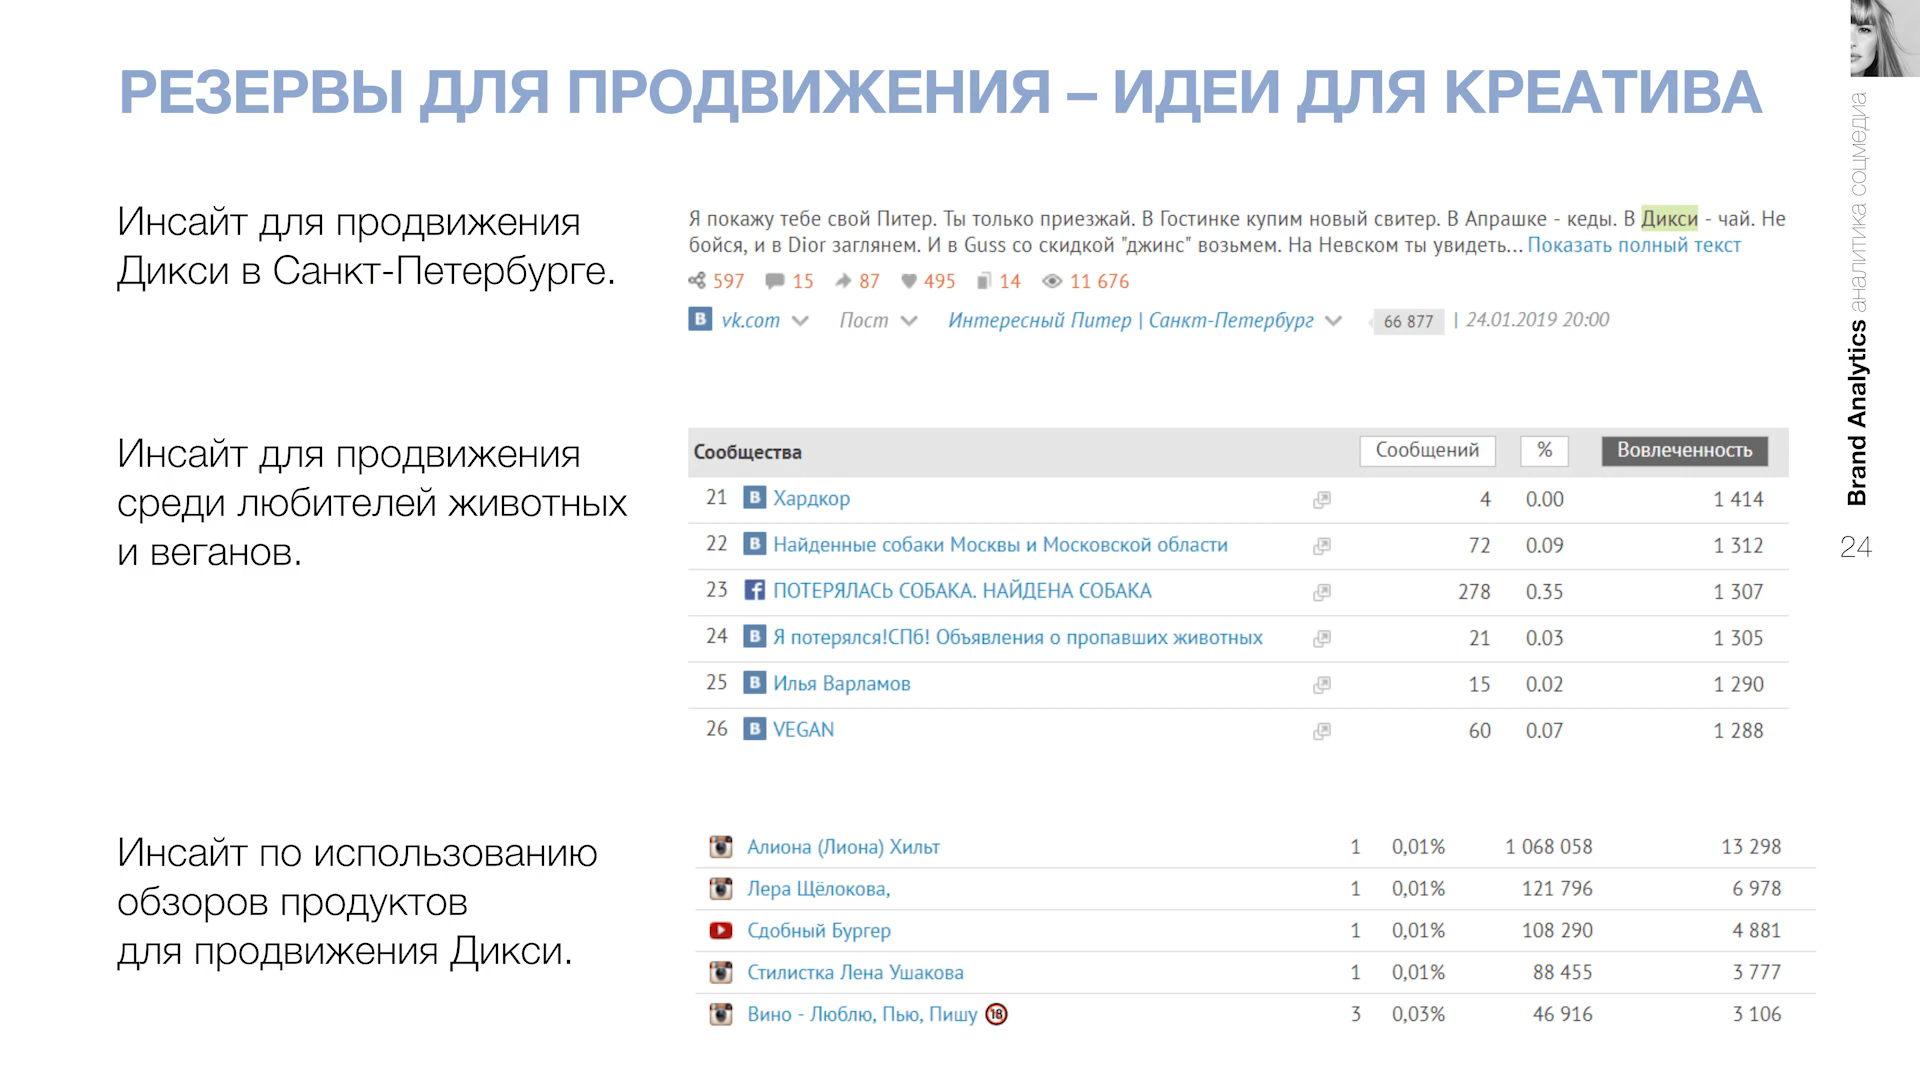 РЕЗЕРВЫ ДЛЯ ПРОДВИЖЕНИЯ – ИДЕИ ДЛЯ КРЕАТИВА
Инсайт для продвижения
Дикси в Санкт-Петербурге.
Я покажу тебе свой Питер. Ты только приезжай. В Гостинке купим новый свитер. В Апрашке - кеды. В Дикси - чай. Не
бойся, и в Dior заглянем. И в Guss со скидкой "джинс" возьмем. На Невском ты увидеть... Показать полный текст
597 15 87 495 14 11 676
B vk.com Пост Интересный Питер | Санкт-Петербург 66 877 | 24.01.2019 20:00
Инсайт для продвижения
среди любителей животных
и веганов.
Сообщества Сообщений % Вовлеченность
21 B Хардкор 4 0.00 1 414
22 B Найденные собаки Москвы и Московской области 72 0.09 1 312
23 f ПОТЕРЯЛАСЬ СОБАКА. НАЙДЕНА СОБАКА 278 0.35 1 307
24 B Я потерялся!СПб! Объявления о пропавших животных 21 0.03 1 305
25 B Илья Варламов 15 0.02 1 290
26 B VEGAN 60 0.07 1 288
Инсайт по использованию
обзоров продуктов
для продвижения Дикси.
Алиона (Лиона) Хильт 1 0,01% 1 068 058 13 298
Лера Щёлокова, 1 0,01% 121 796 6 978
Сдобный Бургер 1 0,01% 108 290 4 881
Стилистка Лена Ушакова 1 0,01% 88 455 3 777
Вино - Люблю, Пью, Пишу 🔞 3 0,03% 46 916 3 106
Brand Analytics аналитика соцмедиа
24